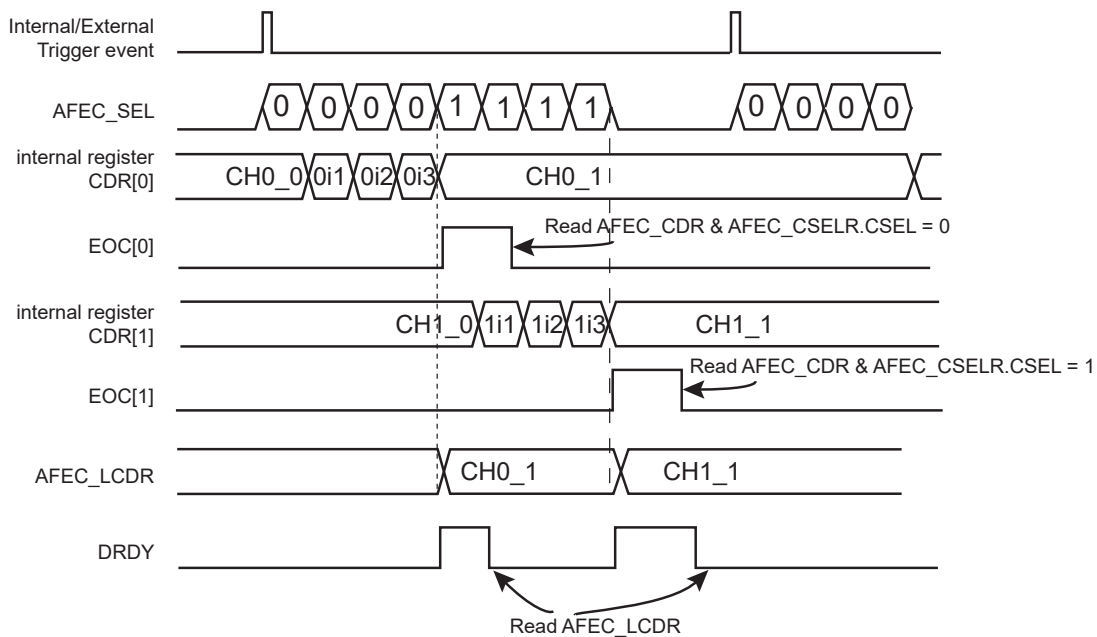 Internal/External
Trigger event
AFEC_SEL
0 0 0 0 1 1 1 1 0 0 0 0
internal register
CDR[0]
CH0_0 0i1 0i2 0i3 CH0_1
EOC[0]
Read AFEC_CDR & AFEC_CSELR.CSEL = 0
internal register
CDR[1]
CH1_0 1i1 1i2 1i3 CH1_1
EOC[1]
Read AFEC_CDR & AFEC_CSELR.CSEL = 1
AFEC_LCDR
CH0_1 CH1_1
DRDY
Read AFEC_LCDR